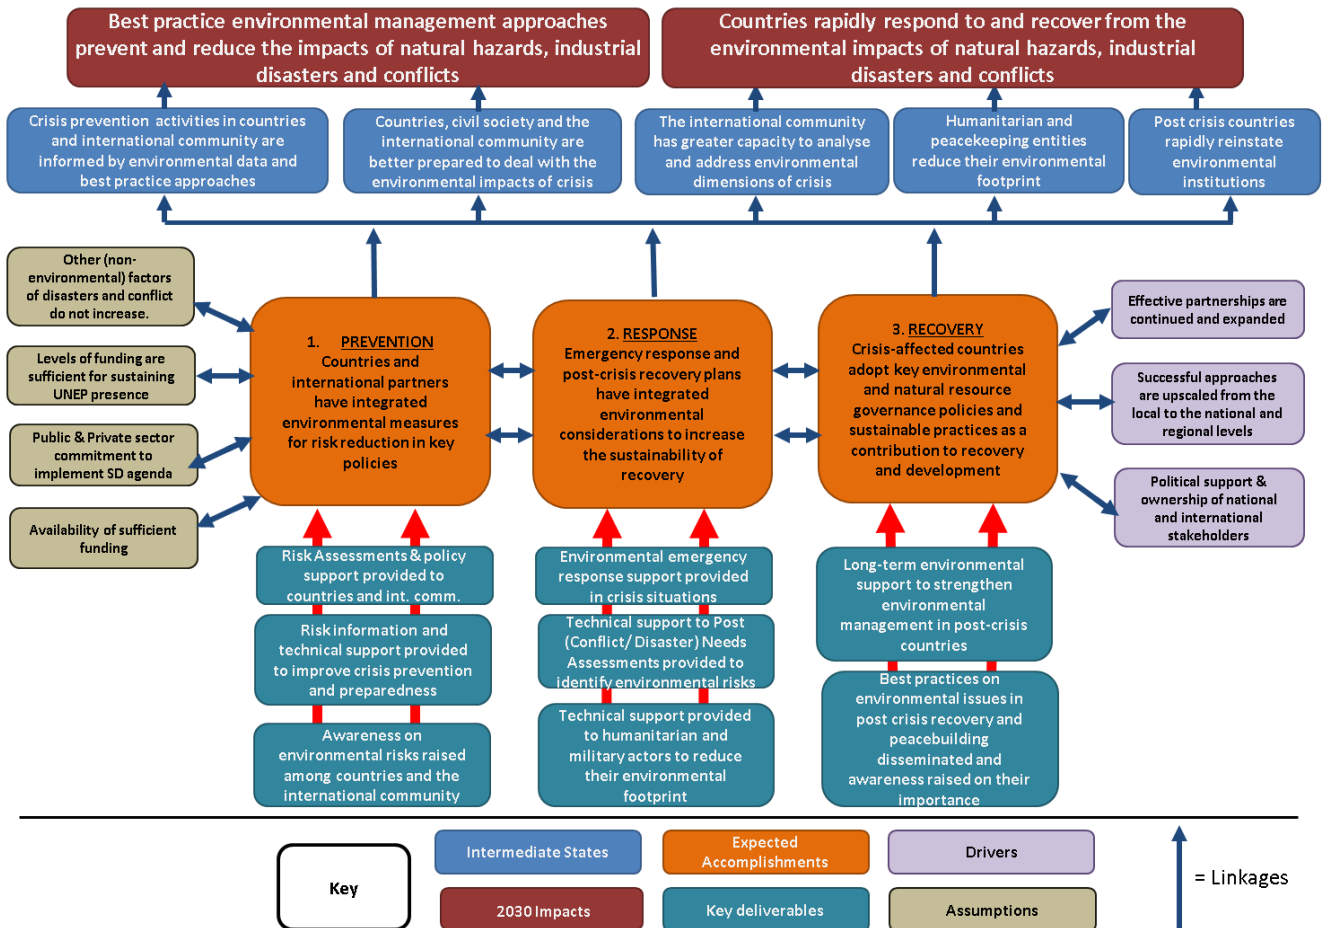 Best practice environmental management approaches
prevent and reduce the impacts of natural hazards, industrial
disasters and conflicts
Countries rapidly respond to and recover from the
environmental impacts of natural hazards, industrial
disasters and conflicts
Crisis prevention activities in countries
and international community are
informed by environmental data and
best practice approaches
Countries, civil society and the
international community are
better prepared to deal with the
environmental impacts of crisis
The international community
has greater capacity to analyse
and address environmental
dimensions of crisis
Humanitarian and
peacekeeping entities
reduce their environmental
footprint
Post crisis countries
rapidly reinstate
environmental
institutions
Other (non-
environmental) factors
of disasters and conflict
do not increase.
Levels of funding are
sufficient for sustaining
UNEP presence
Public & Private sector
commitment to
implement SD agenda
Availability of sufficient
funding
1. PREVENTION
Countries and
international partners
have integrated
environmental measures
for risk reduction in key
policies
2. RESPONSE
Emergency response and
post-crisis recovery plans
have integrated
environmental
considerations to increase
the sustainability of
recovery
3. RECOVERY
Crisis-affected countries
adopt key environmental
and natural resource
governance policies and
sustainable practices as a
contribution to recovery
and development
Effective partnerships are
continued and expanded
Successful approaches
are upscaled from the
local to the national and
regional levels
Political support &
ownership of national
and international
stakeholders
Risk Assessments & policy
support provided to
countries and int. comm.
Risk information and
technical support provided
to improve crisis prevention
and preparedness
Awareness on
environmental risks raised
among countries and the
international community
Environmental emergency
response support provided
in crisis situations
Technical support to Post
(Conflict/ Disaster) Needs
Assessments provided to
identify environmental risks
Technical support provided
to humanitarian and
military actors to reduce
their environmental
footprint
Long-term environmental
support to strengthen
environmental
management in post-crisis
countries
Best practices on
environmental issues in
post crisis recovery and
peacebuilding
disseminated and
awareness raised on their
importance
Key
Intermediate States
Expected
Accomplishments
Drivers
2030 Impacts
Key deliverables
Assumptions
= Linkages